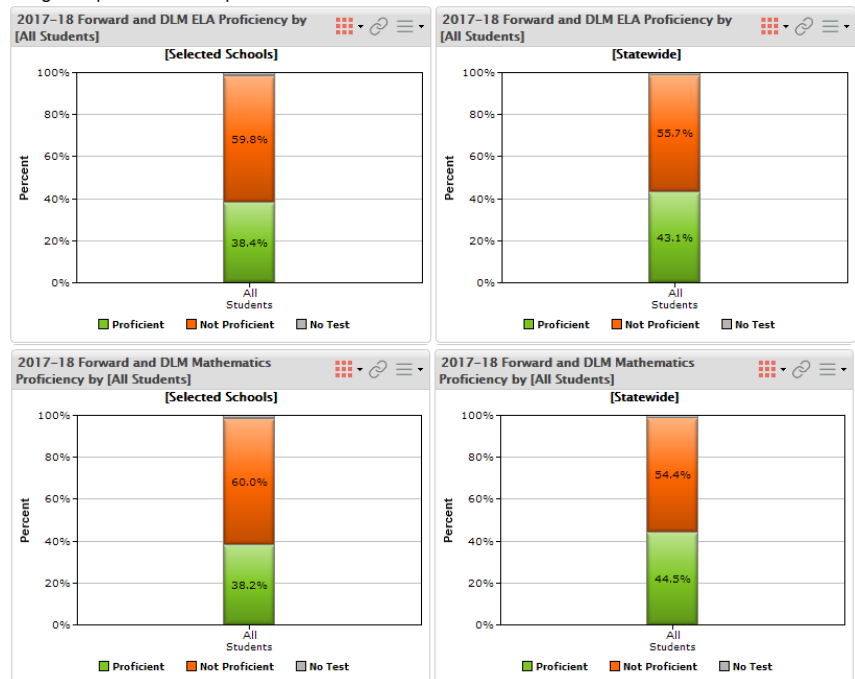 2017-18 Forward and DLM ELA Proficiency by
[All Students]
[Selected Schools]
100%
80%
60%
40%
20%
0%
Percent
59.8%
38.4%
All
Students
Proficient Not Proficient No Test
2017-18 Forward and DLM ELA Proficiency by
[All Students]
[Statewide]
100%
80%
60%
40%
20%
0%
Percent
55.7%
43.1%
All
Students
Proficient Not Proficient No Test
2017-18 Forward and DLM Mathematics
Proficiency by [All Students]
[Selected Schools]
100%
80%
60%
40%
20%
0%
Percent
60.0%
38.2%
All
Students
Proficient Not Proficient No Test
2017-18 Forward and DLM Mathematics
Proficiency by [All Students]
[Statewide]
100%
80%
60%
40%
20%
0%
Percent
54.4%
44.5%
All
Students
Proficient Not Proficient No Test